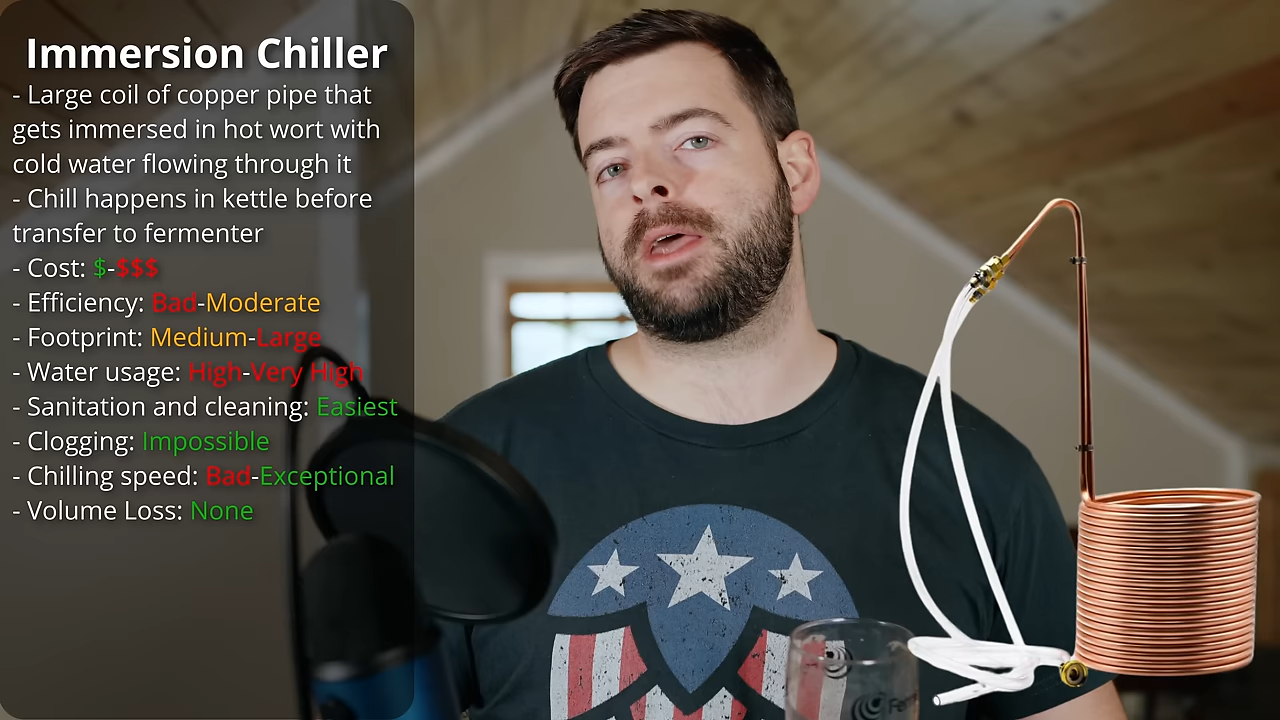 Immersion Chiller
- Large coil of copper pipe that
gets immersed in hot wort with
cold water flowing through it
- Chill happens in kettle before
transfer to fermenter
- Cost: $-$$$
- Efficiency: Bad-Moderate
- Footprint: Medium-Large
- Water usage: High-Very High
- Sanitation and cleaning: Easiest
- Clogging: Impossible
- Chilling speed: Bad-Exceptional
- Volume Loss: None